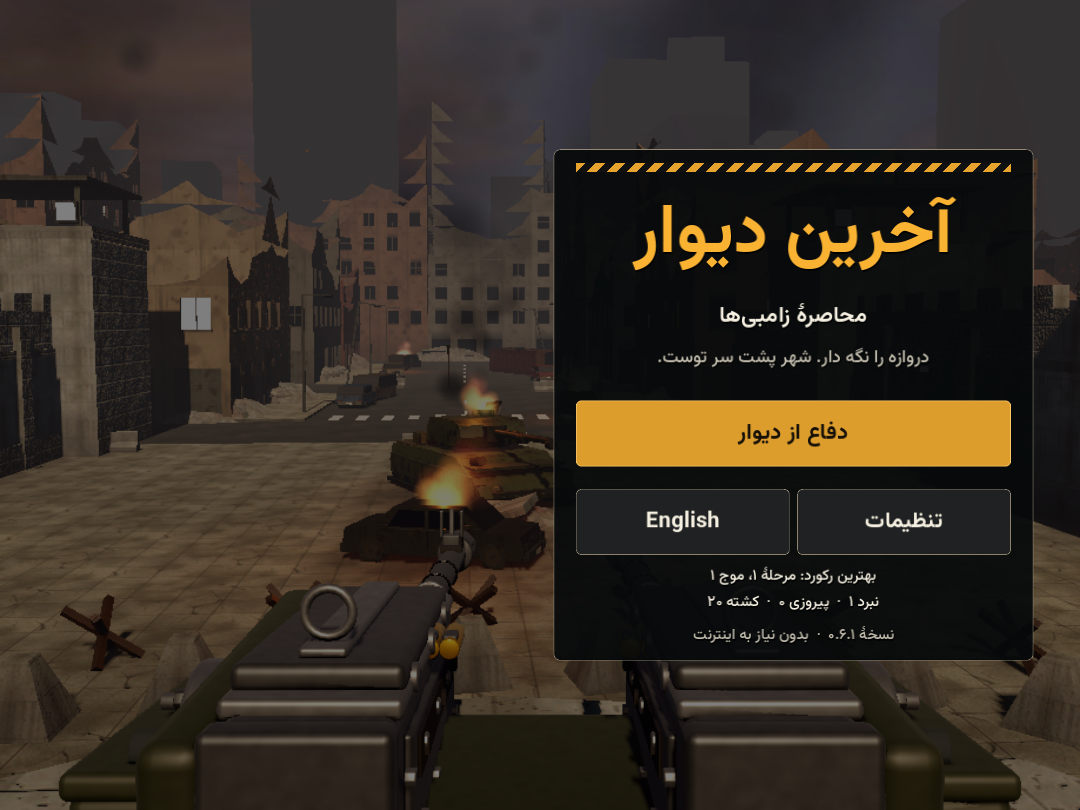 آخرین دیوار
محاصرهٔ زامبی‌ها
دروازه را نگه دار. شهر پشت سر توست.
دفاع از دیوار
تنظیمات
English
بهترین رکورد: مرحلهٔ ۱، موج ۱
نبرد ۱ · پیروزی ۰ · کشته ۲۰
نسخهٔ ۰.۶.۱ · بدون نیاز به اینترنت